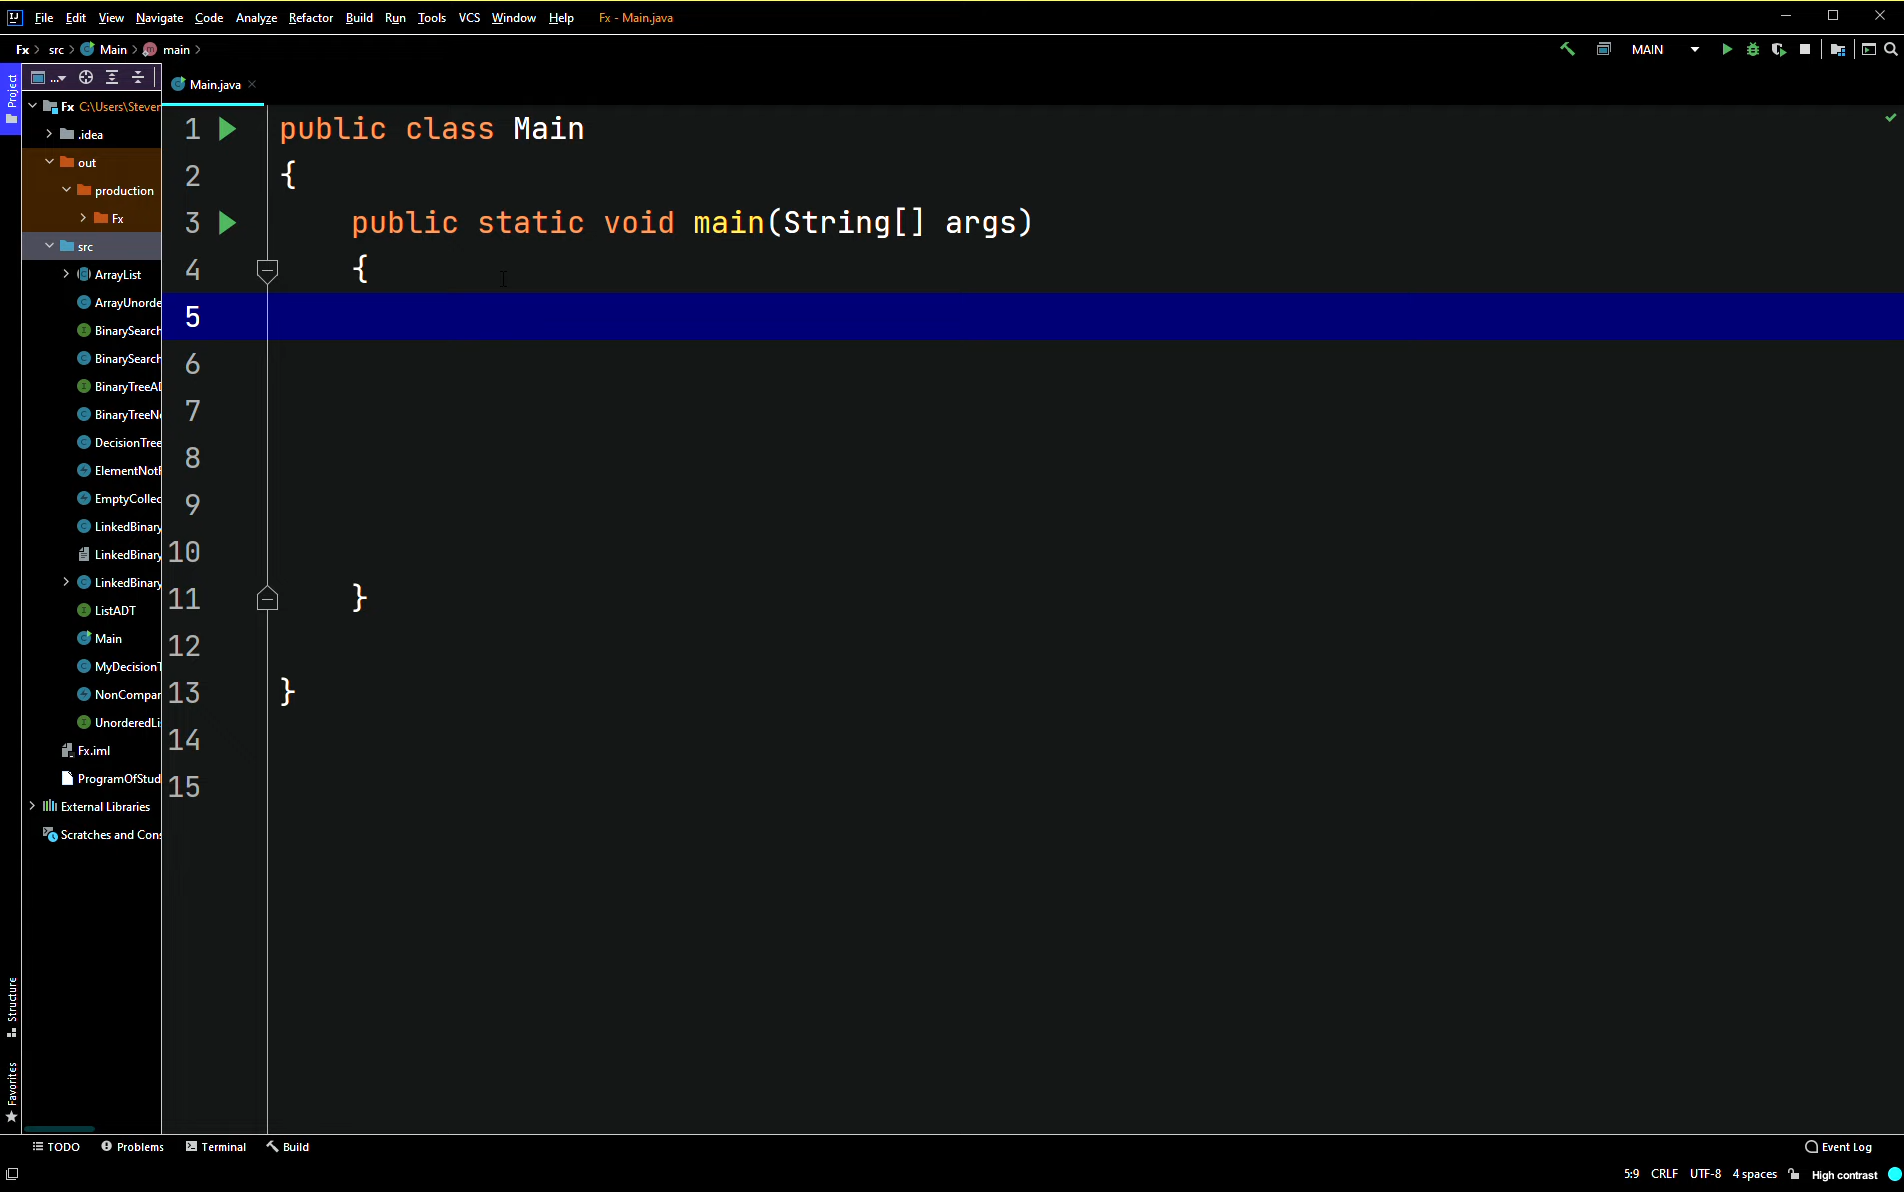 File Edit View Navigate Code Analyze Refactor Build Run Tools VCS Window Help Fx - Main.java
Fx src Main main MAIN
Project
...
Main.java
Fx C:\Users\Steven
.idea
out
production
Fx
src
ArrayList
ArrayUnorde
BinarySearch
BinarySearch
BinaryTreeAD
BinaryTreeNo
DecisionTree
ElementNotF
EmptyCollec
LinkedBinary
LinkedBinary
LinkedBinary
ListADT
Main
MyDecisionT
NonCompar
UnorderedLi
Fx.iml
ProgramOfStud
External Libraries
Scratches and Cons
1 public class Main
2 {
3 public static void main(String[] args)
4 {
5
6
7
8
9
10
11 }
12
13 }
14
15
Structure
Favorites
TODO Problems Terminal Build Event Log
5:9 CRLF UTF-8 4 spaces High contrast